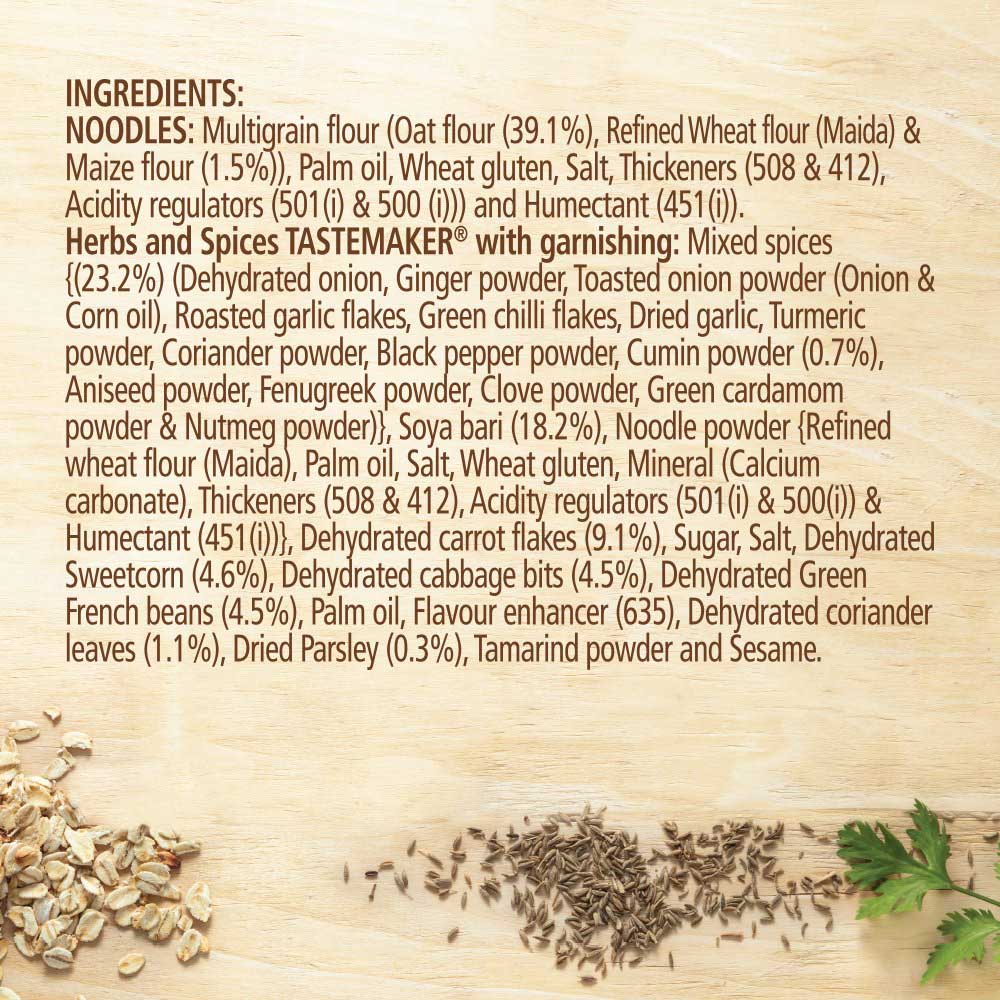 INGREDIENTS:
NOODLES: Multigrain flour (Oat flour (39.1%), Refined Wheat flour (Maida) &
Maize flour (1.5%)), Palm oil, Wheat gluten, Salt, Thickeners (508 & 412),
Acidity regulators (501(i) & 500 (i))) and Humectant (451(i)).
Herbs and Spices TASTEMAKER® with garnishing: Mixed spices
{(23.2%) (Dehydrated onion, Ginger powder, Toasted onion powder (Onion &
Corn oil), Roasted garlic flakes, Green chilli flakes, Dried garlic, Turmeric
powder, Coriander powder, Black pepper powder, Cumin powder (0.7%),
Aniseed powder, Fenugreek powder, Clove powder, Green cardamom
powder & Nutmeg powder)}, Soya bari (18.2%), Noodle powder {Refined
wheat flour (Maida), Palm oil, Salt, Wheat gluten, Mineral (Calcium
carbonate), Thickeners (508 & 412), Acidity regulators (501(i) & 500(i)) &
Humectant (451(i))}, Dehydrated carrot flakes (9.1%), Sugar, Salt, Dehydrated
Sweetcorn (4.6%), Dehydrated cabbage bits (4.5%), Dehydrated Green
French beans (4.5%), Palm oil, Flavour enhancer (635), Dehydrated coriander
leaves (1.1%), Dried Parsley (0.3%), Tamarind powder and Sesame.